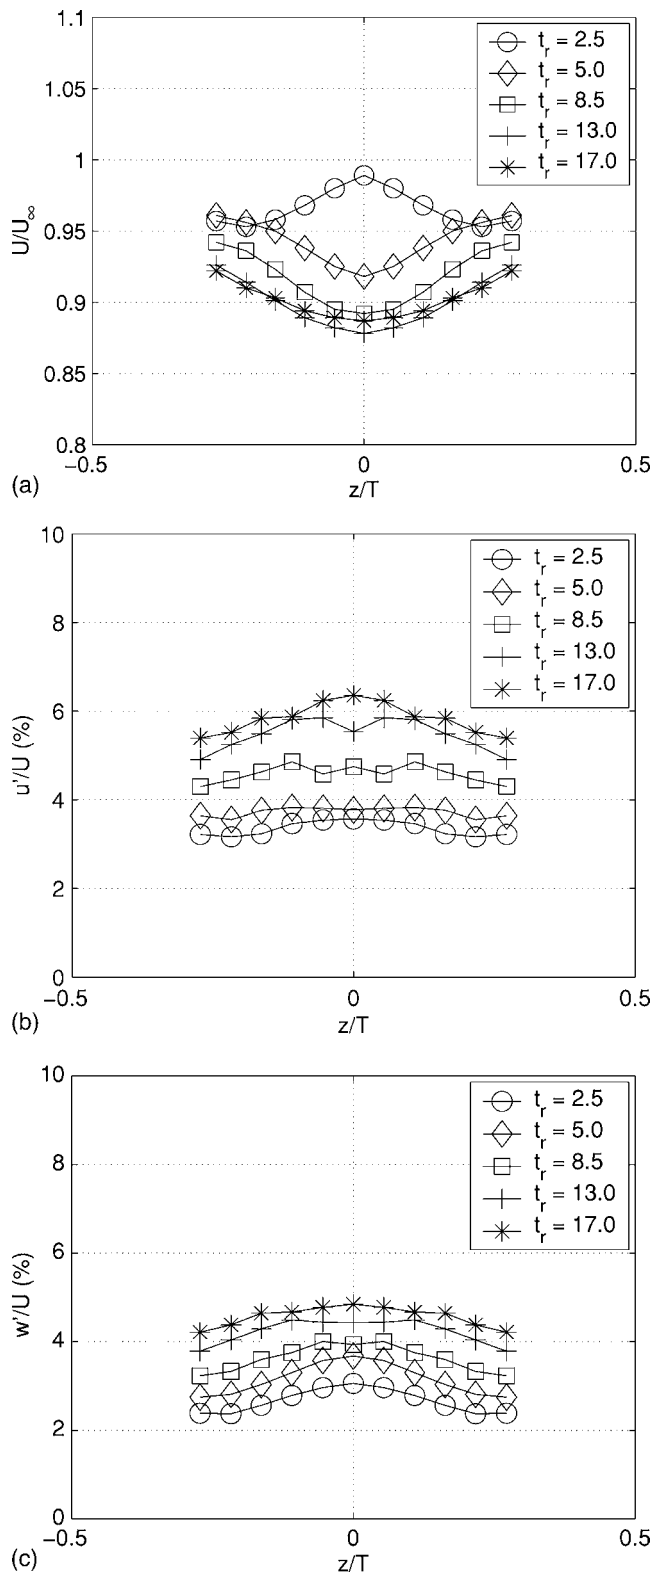 1.1
1.05
1
0.95
0.9
0.85
0.8
U/U∞
−0.5
0
0.5
z/T
t_r = 2.5
t_r = 5.0
t_r = 8.5
t_r = 13.0
t_r = 17.0
(a)
10
8
6
4
2
0
u'/U (%)
−0.5
0
0.5
z/T
t_r = 2.5
t_r = 5.0
t_r = 8.5
t_r = 13.0
t_r = 17.0
(b)
10
8
6
4
2
0
w'/U (%)
−0.5
0
0.5
z/T
t_r = 2.5
t_r = 5.0
t_r = 8.5
t_r = 13.0
t_r = 17.0
(c)